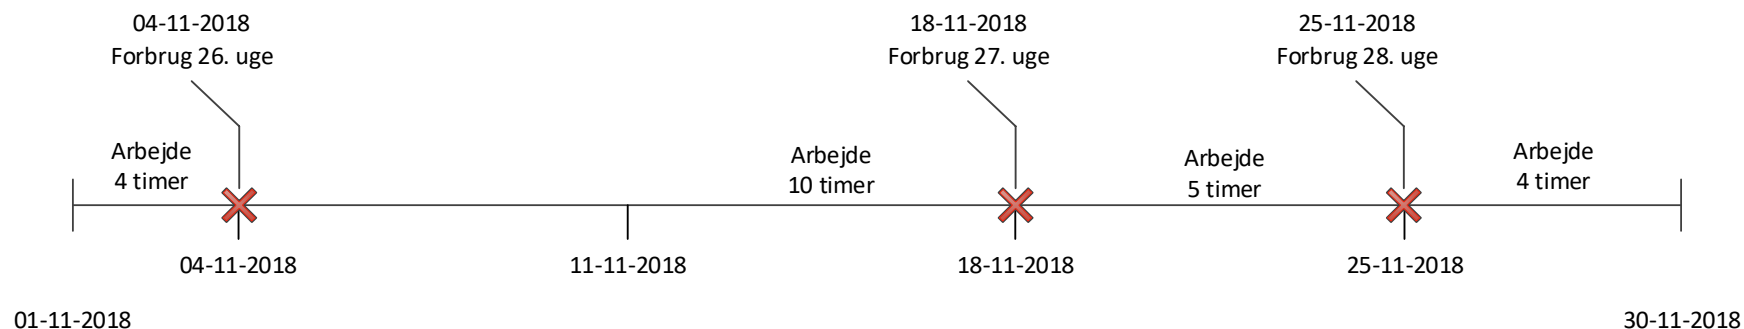 04-11-2018
Forbrug 26. uge
18-11-2018
Forbrug 27. uge
25-11-2018
Forbrug 28. uge
Arbejde
4 timer
Arbejde
10 timer
Arbejde
5 timer
Arbejde
4 timer
04-11-2018
11-11-2018
18-11-2018
25-11-2018
01-11-2018
30-11-2018